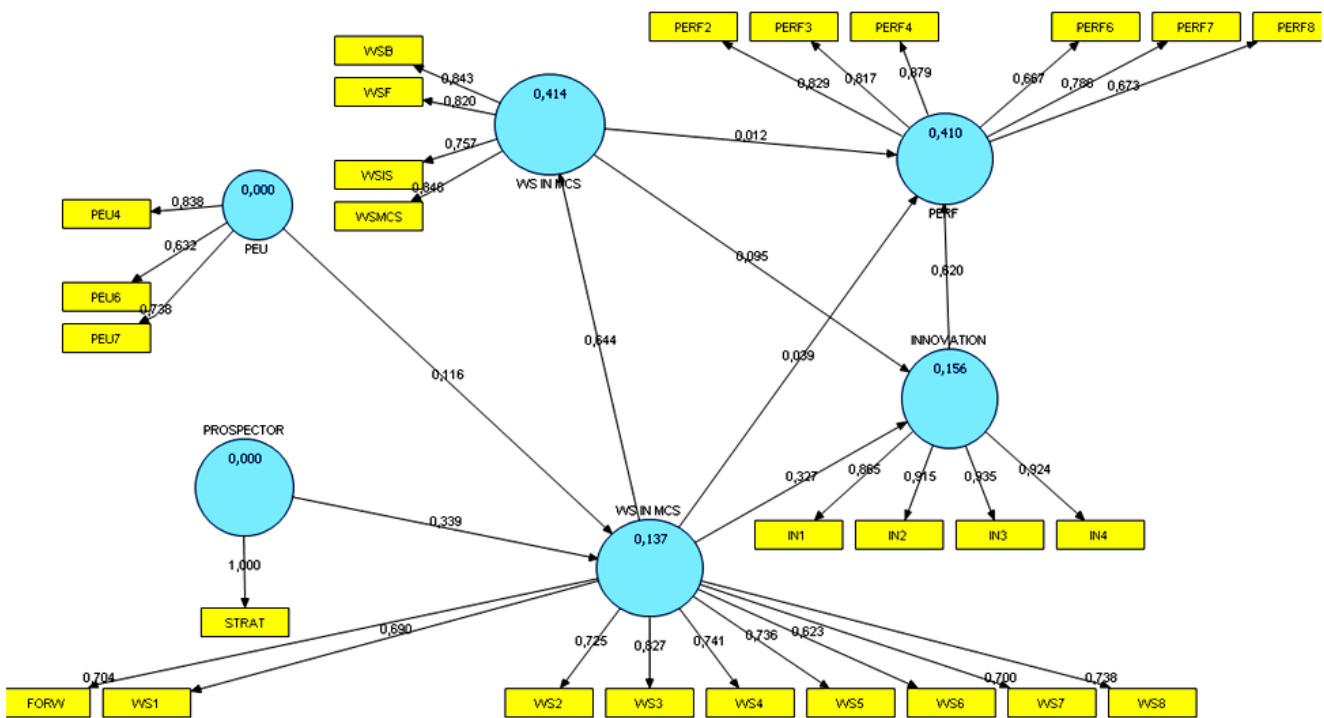 PERF2
PERF3
PERF4
PERF6
PERF7
PERF8
WSB
0,843
WSF
0,820
0,757
WSIS
0,848
WSMCS
0,414
WS IN MCS
0,829
0,817
0,879
0,667
0,786
0,673
0,012
0,410
PERF
0,000
PEU
PEU4
0,838
0,632
PEU6
0,738
PEU7
0,095
0,620
0,644
0,039
0,116
INNOVATION
0,156
PROSPECTOR
0,000
0,339
1,000
STRAT
0,327
0,865
0,915
0,935
0,924
IN1
IN2
IN3
IN4
WS IN MCS
0,137
0,704
0,690
0,725
0,827
0,741
0,736
0,623
0,700
0,738
FORW
WS1
WS2
WS3
WS4
WS5
WS6
WS7
WS8